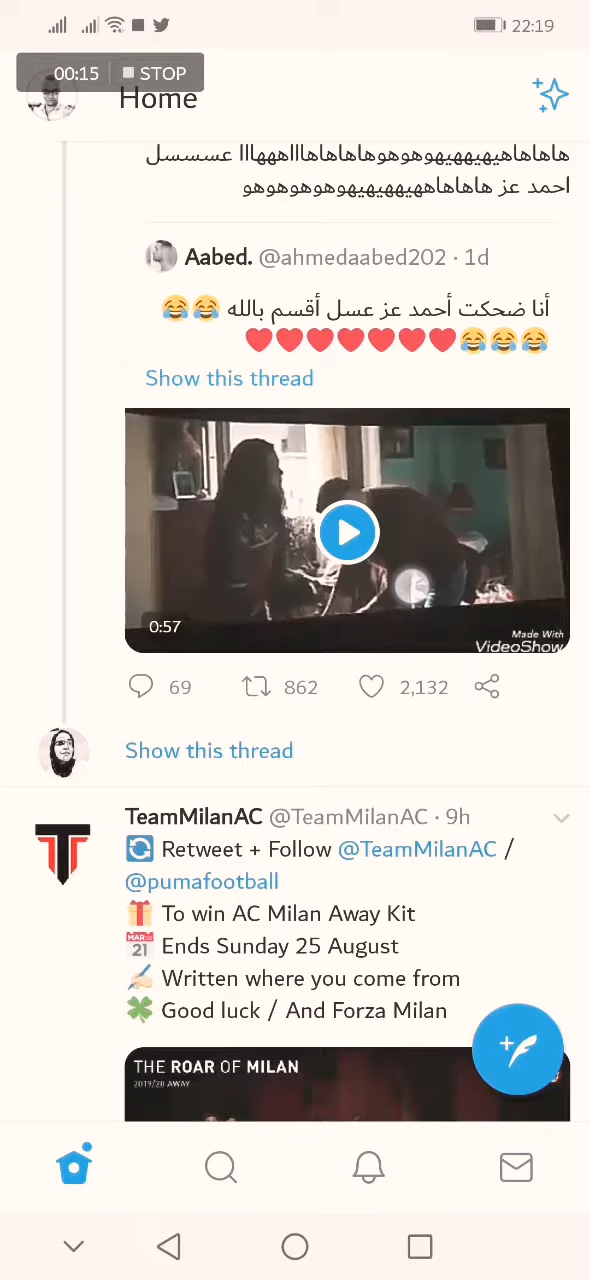 22:19
00:15 STOP
Home
هاهاهاهيهيههيهوهوهوهاهاهاهاهاااهههاا عسسسل
احمد عز هاهاهاههيههيهيهوهوهوهوهو
Aabed. @ahmedaabed202 · 1d
أنا ضحكت أحمد عز عسل أقسم بالله 😂😂
😂😂😂❤️❤️❤️❤️❤️❤️❤️
Show this thread
0:57
Made With
VideoShow
69 862 2,132
Show this thread
TeamMilanAC @TeamMilanAC · 9h
🔄 Retweet + Follow @TeamMilanAC /
@pumafootball
🎁 To win AC Milan Away Kit
📅 Ends Sunday 25 August
✍🏻 Written where you come from
🍀 Good luck / And Forza Milan
THE ROAR OF MILAN
2019/20 AWAY